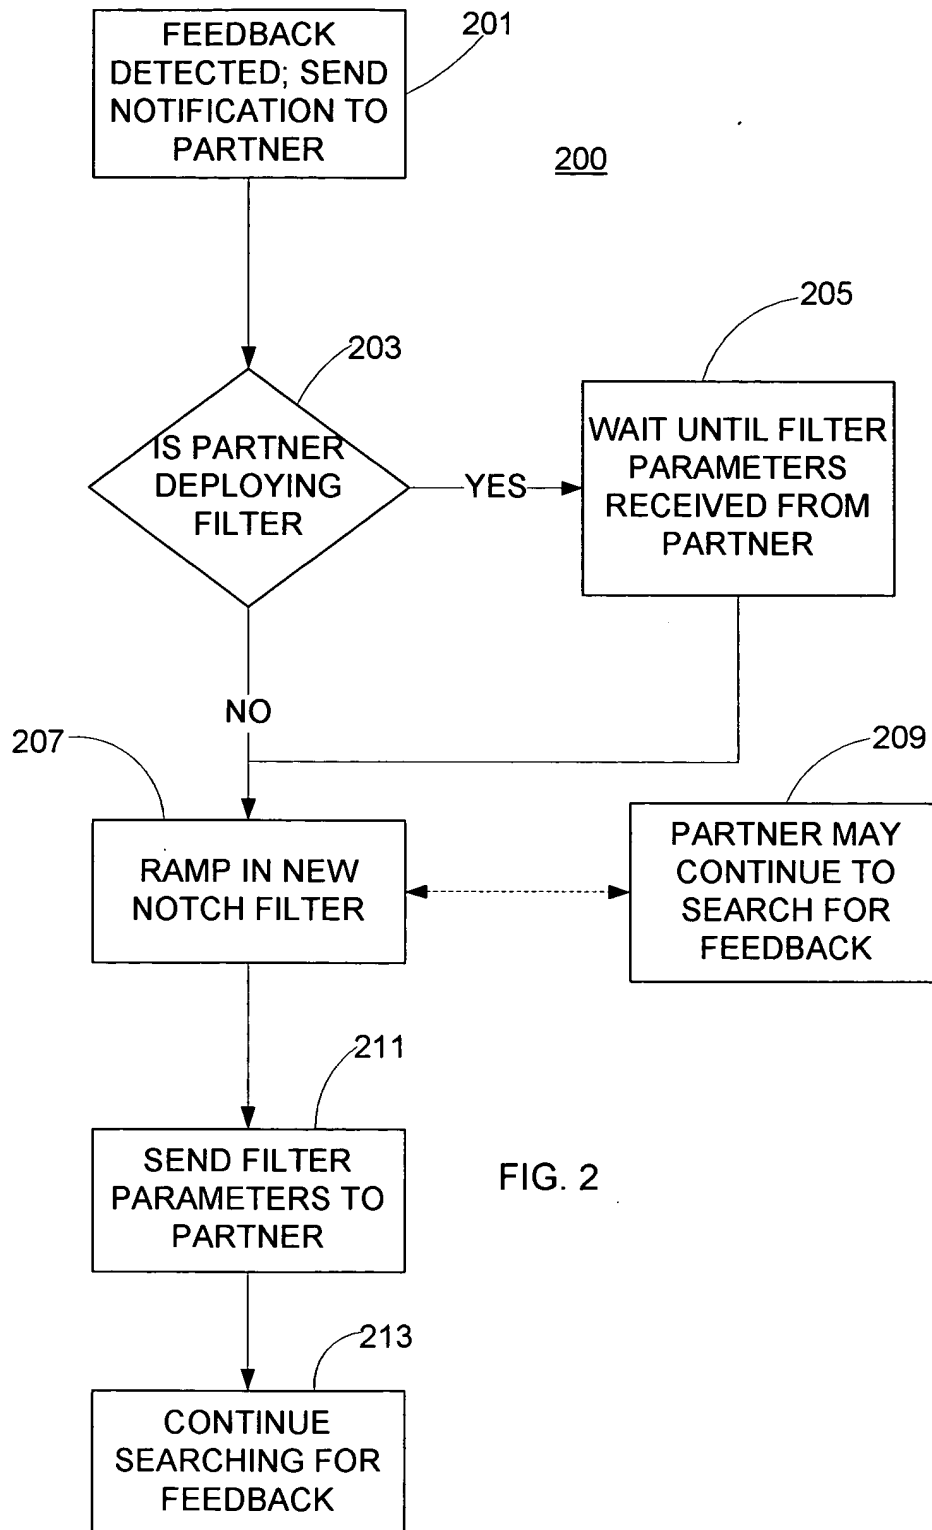 FEEDBACK
DETECTED; SEND
NOTIFICATION TO
PARTNER
201
200
203
IS PARTNER
DEPLOYING
FILTER
YES
205
WAIT UNTIL FILTER
PARAMETERS
RECEIVED FROM
PARTNER
NO
207
RAMP IN NEW
NOTCH FILTER
209
PARTNER MAY
CONTINUE TO
SEARCH FOR
FEEDBACK
211
SEND FILTER
PARAMETERS TO
PARTNER
FIG. 2
213
CONTINUE
SEARCHING FOR
FEEDBACK